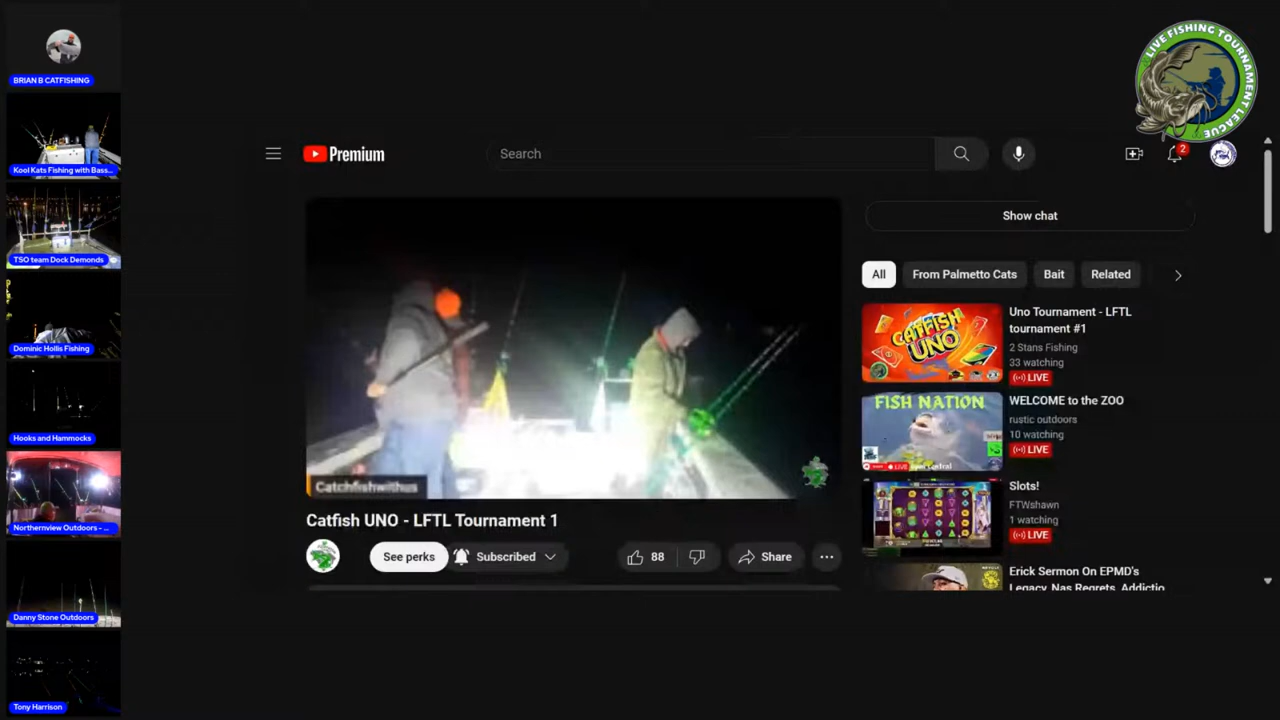 BRIAN B CATFISHING
Kool Kats Fishing with Bass...
TSO team Dock Demonds
Dominic Hollis Fishing
Hooks and Hammocks
Northernview Outdoors - ...
Danny Stone Outdoors
Tony Harrison
LIVE FISHING TOURNAMENT LEAGUE
Premium
Search
2
Show chat
All
From Palmetto Cats
Bait
Related
Catchfishwithus
Catfish UNO - LFTL Tournament 1
See perks
Subscribed
88
Share
CATFISH
UNO
Uno Tournament - LFTL
tournament #1
2 Stans Fishing
33 watching
LIVE
FISH NATION
WELCOME to the ZOO
rustic outdoors
10 watching
LIVE
Slots!
FTWshawn
1 watching
LIVE
Erick Sermon On EPMD's
Legacy, Nas Regrets, Addictio